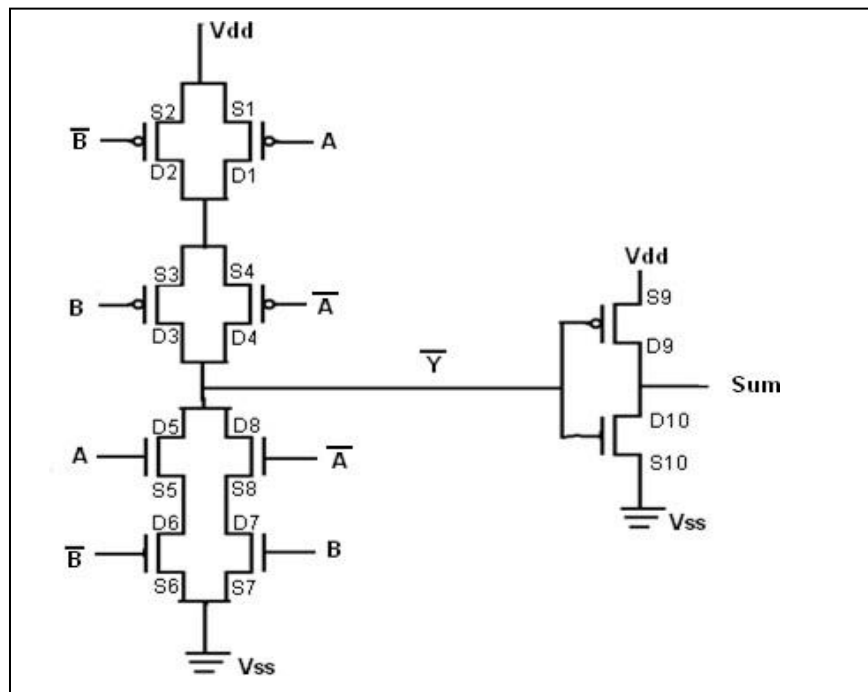 Vdd
S2 S1
B̅ A
D2 D1
S3 S4
B A̅
D3 D4
Vdd
S9
D9
Y̅
Sum
D5 D8
D10
A A̅
S5 S8
S10
D6 D7
Vss
B̅ B
S6 S7
Vss